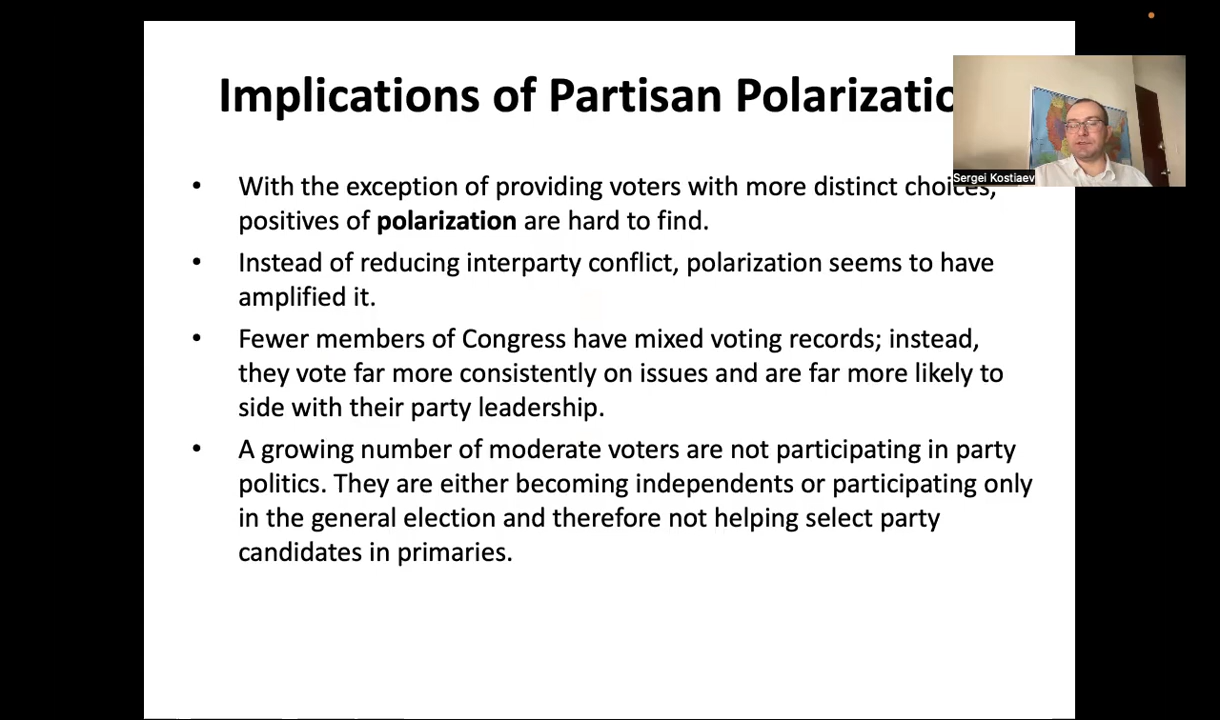 Implications of Partisan Polarizatio
Sergei Kostiaev
• With the exception of providing voters with more distinct choices,
positives of polarization are hard to find.
• Instead of reducing interparty conflict, polarization seems to have
amplified it.
• Fewer members of Congress have mixed voting records; instead,
they vote far more consistently on issues and are far more likely to
side with their party leadership.
• A growing number of moderate voters are not participating in party
politics. They are either becoming independents or participating only
in the general election and therefore not helping select party
candidates in primaries.